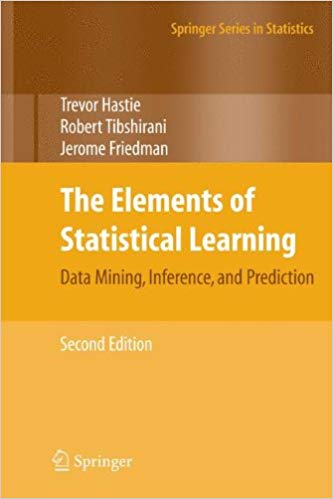 Springer Series in Statistics
Trevor Hastie
Robert Tibshirani
Jerome Friedman
The Elements of
Statistical Learning
Data Mining, Inference, and Prediction
Second Edition
Springer